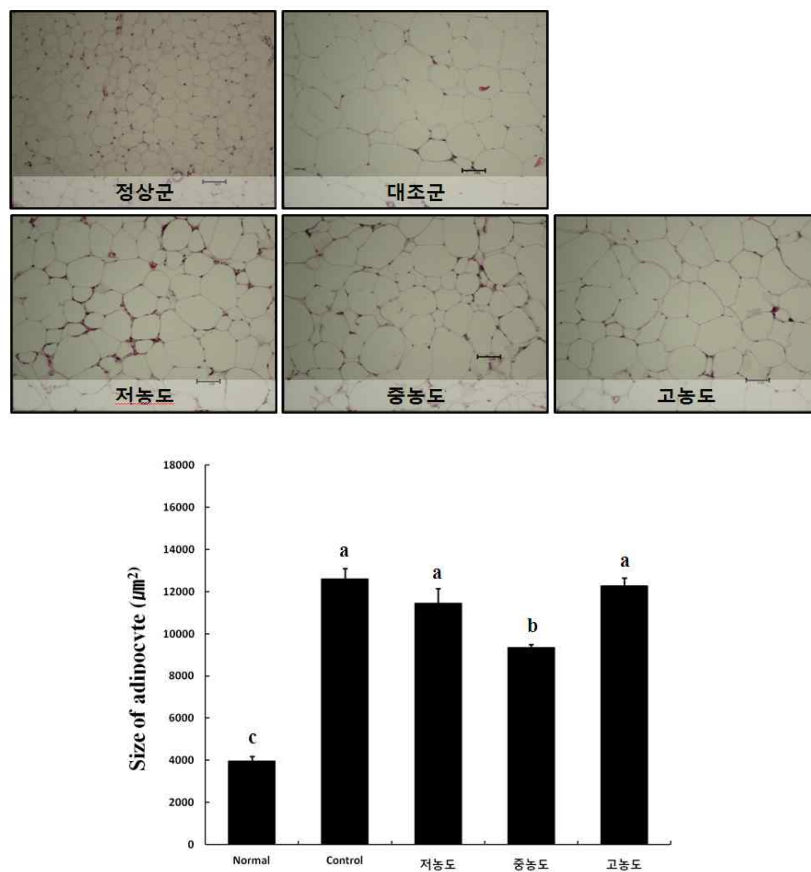 정상군
대조군
저농도
중농도
고농도
Size of adipocyte (㎛²)
18000
16000
14000
12000
10000
8000
6000
4000
2000
0
c
a
a
b
a
Normal
Control
저농도
중농도
고농도